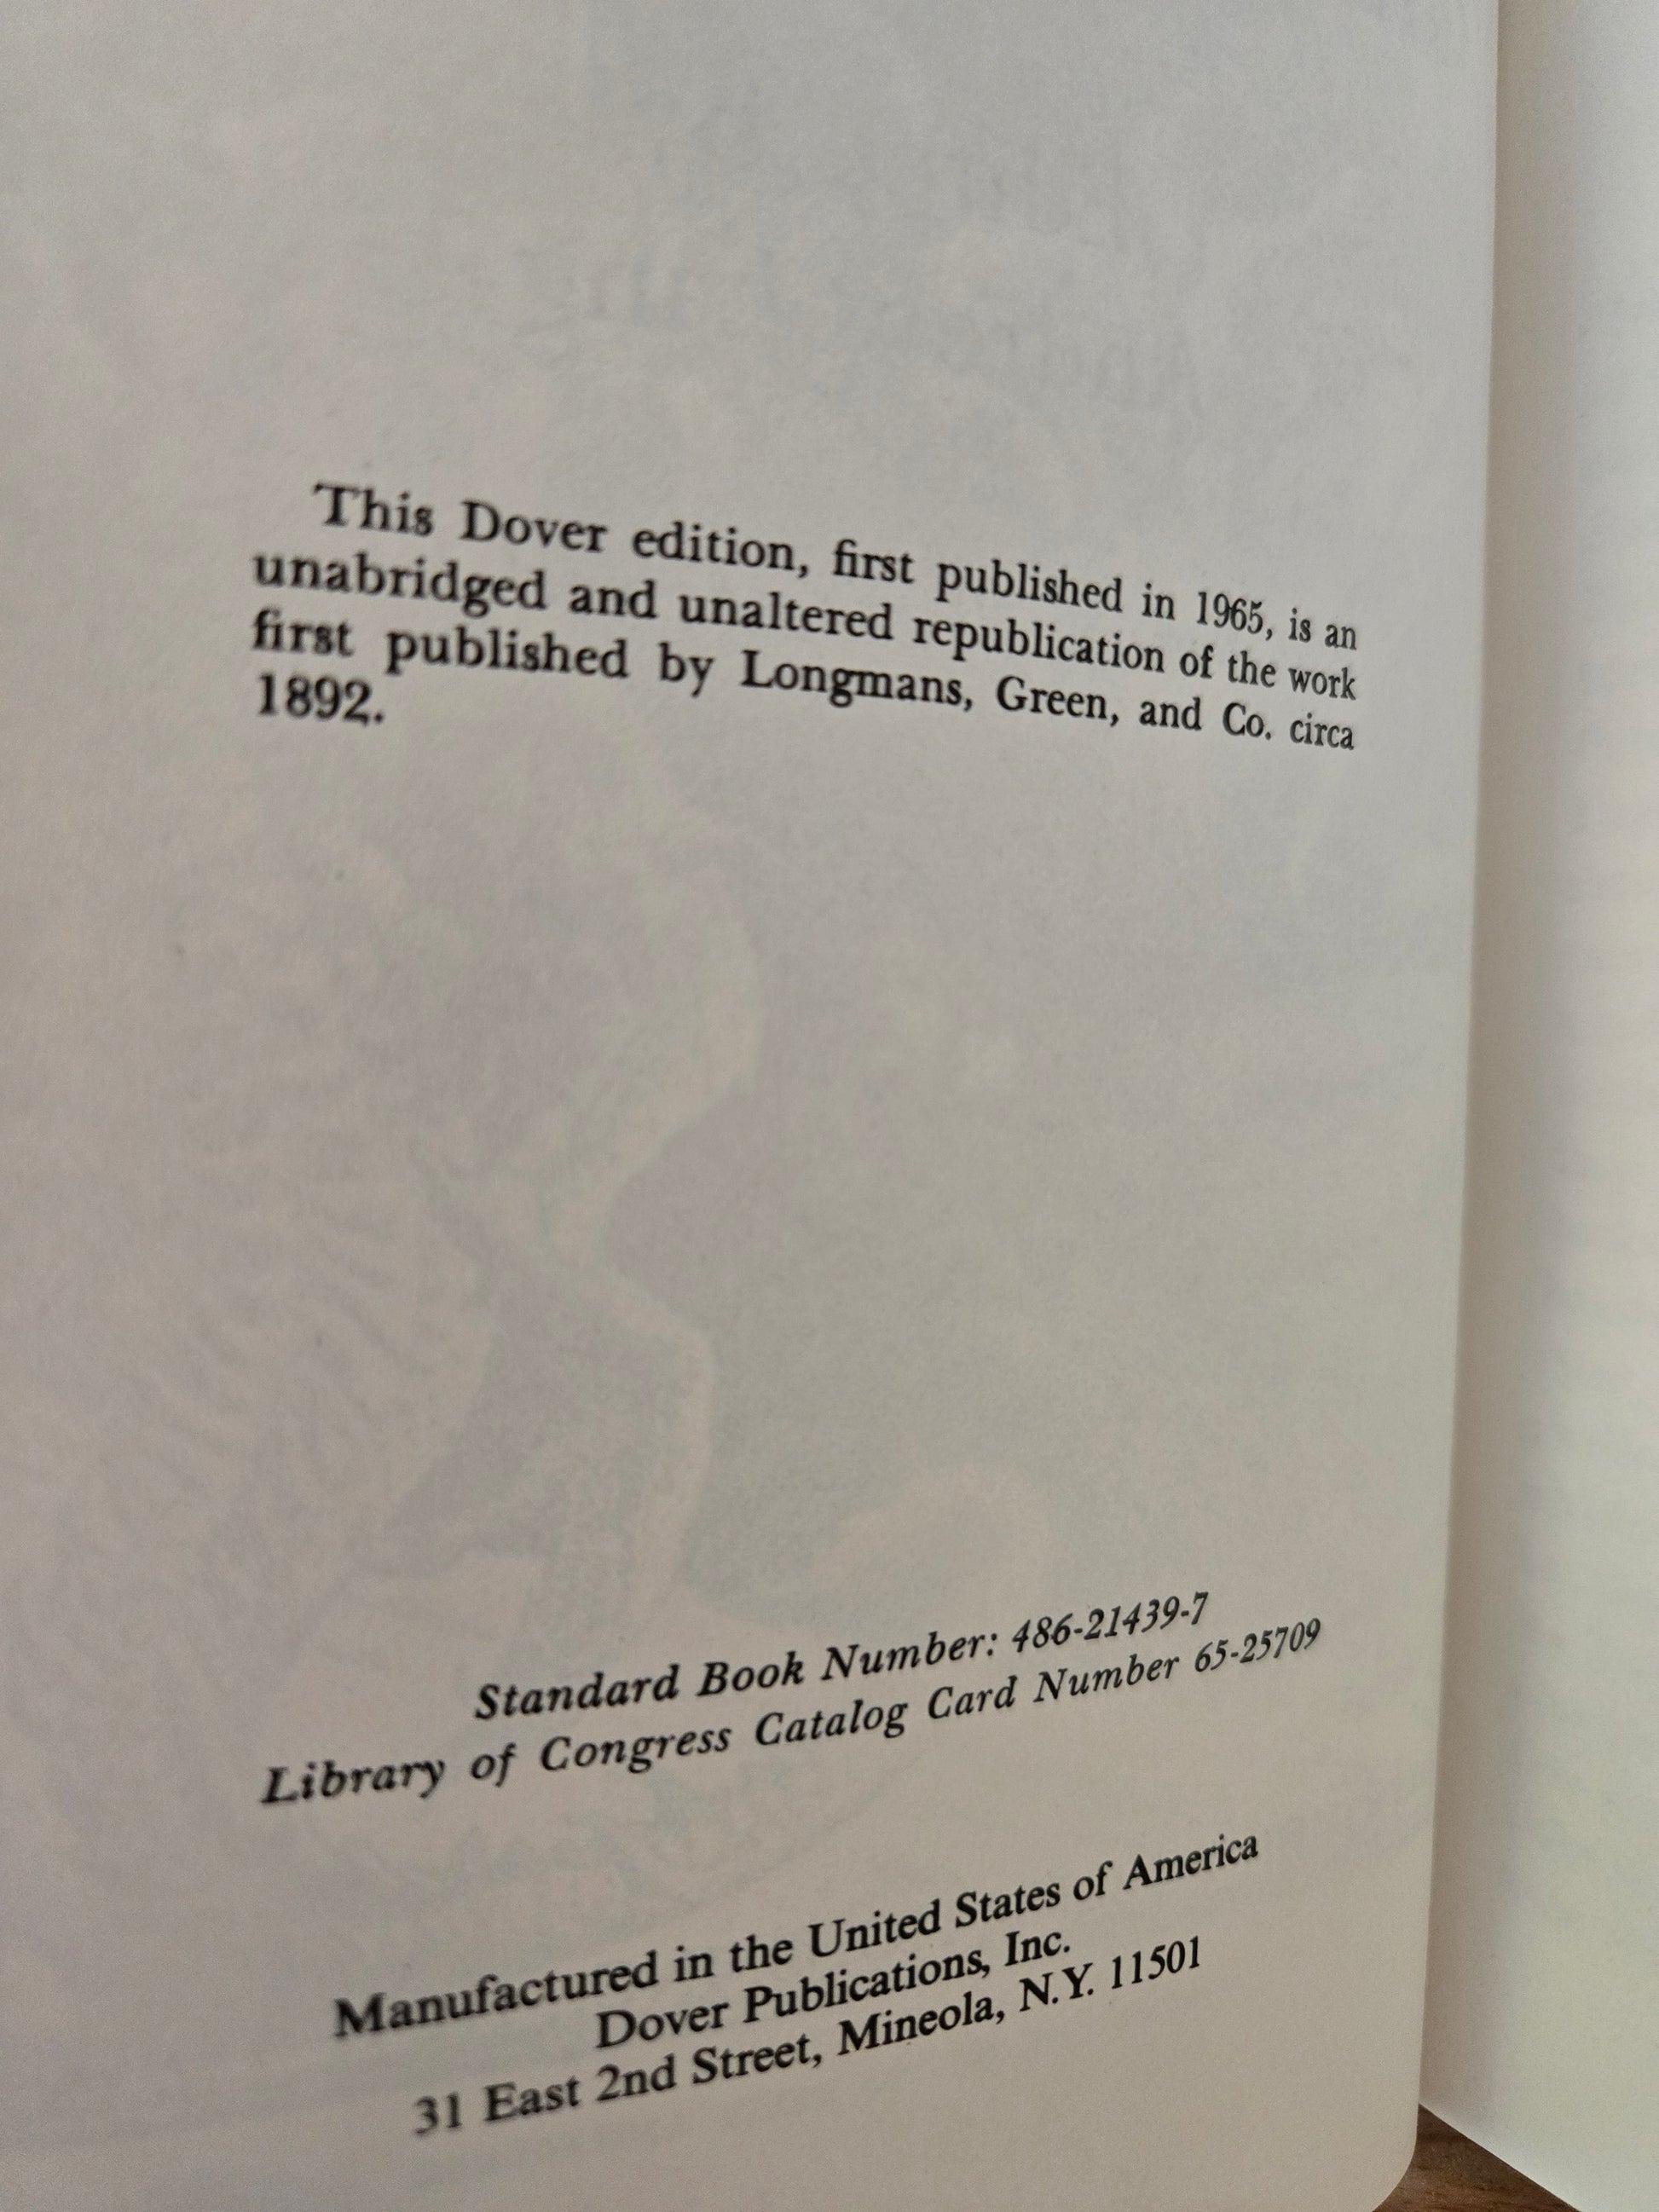 This Dover edition, first published in 1965, is an
unabridged and unaltered republication of the work
first published by Longmans, Green, and Co. circa
1892.
Standard Book Number: 486-21439-7
Library of Congress Catalog Card Number 65-25709
Manufactured in the United States of America
Dover Publications, Inc.
31 East 2nd Street, Mineola, N.Y. 11501